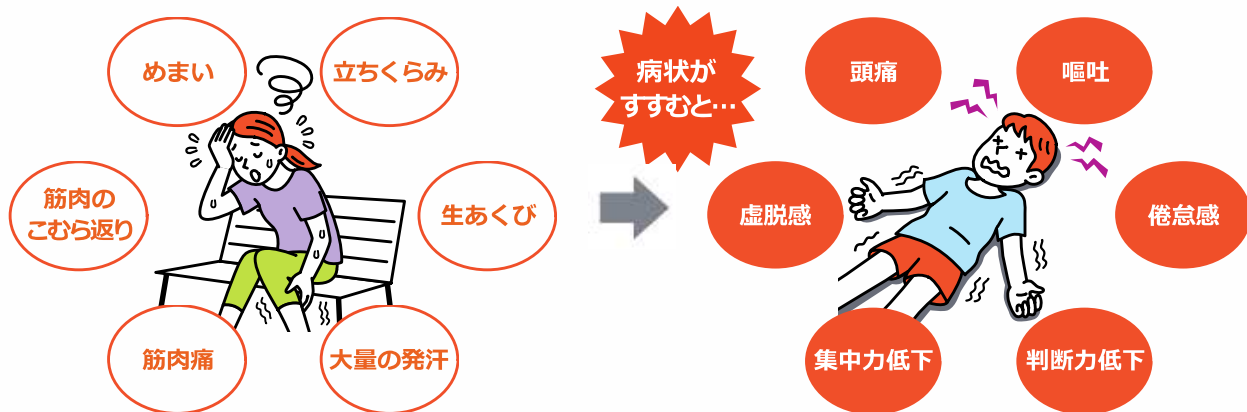 めまい
立ちくらみ
筋肉の
こむら返り
生あくび
筋肉痛
大量の発汗
病状が
すすむと…
頭痛
嘔吐
虚脱感
倦怠感
集中力低下
判断力低下